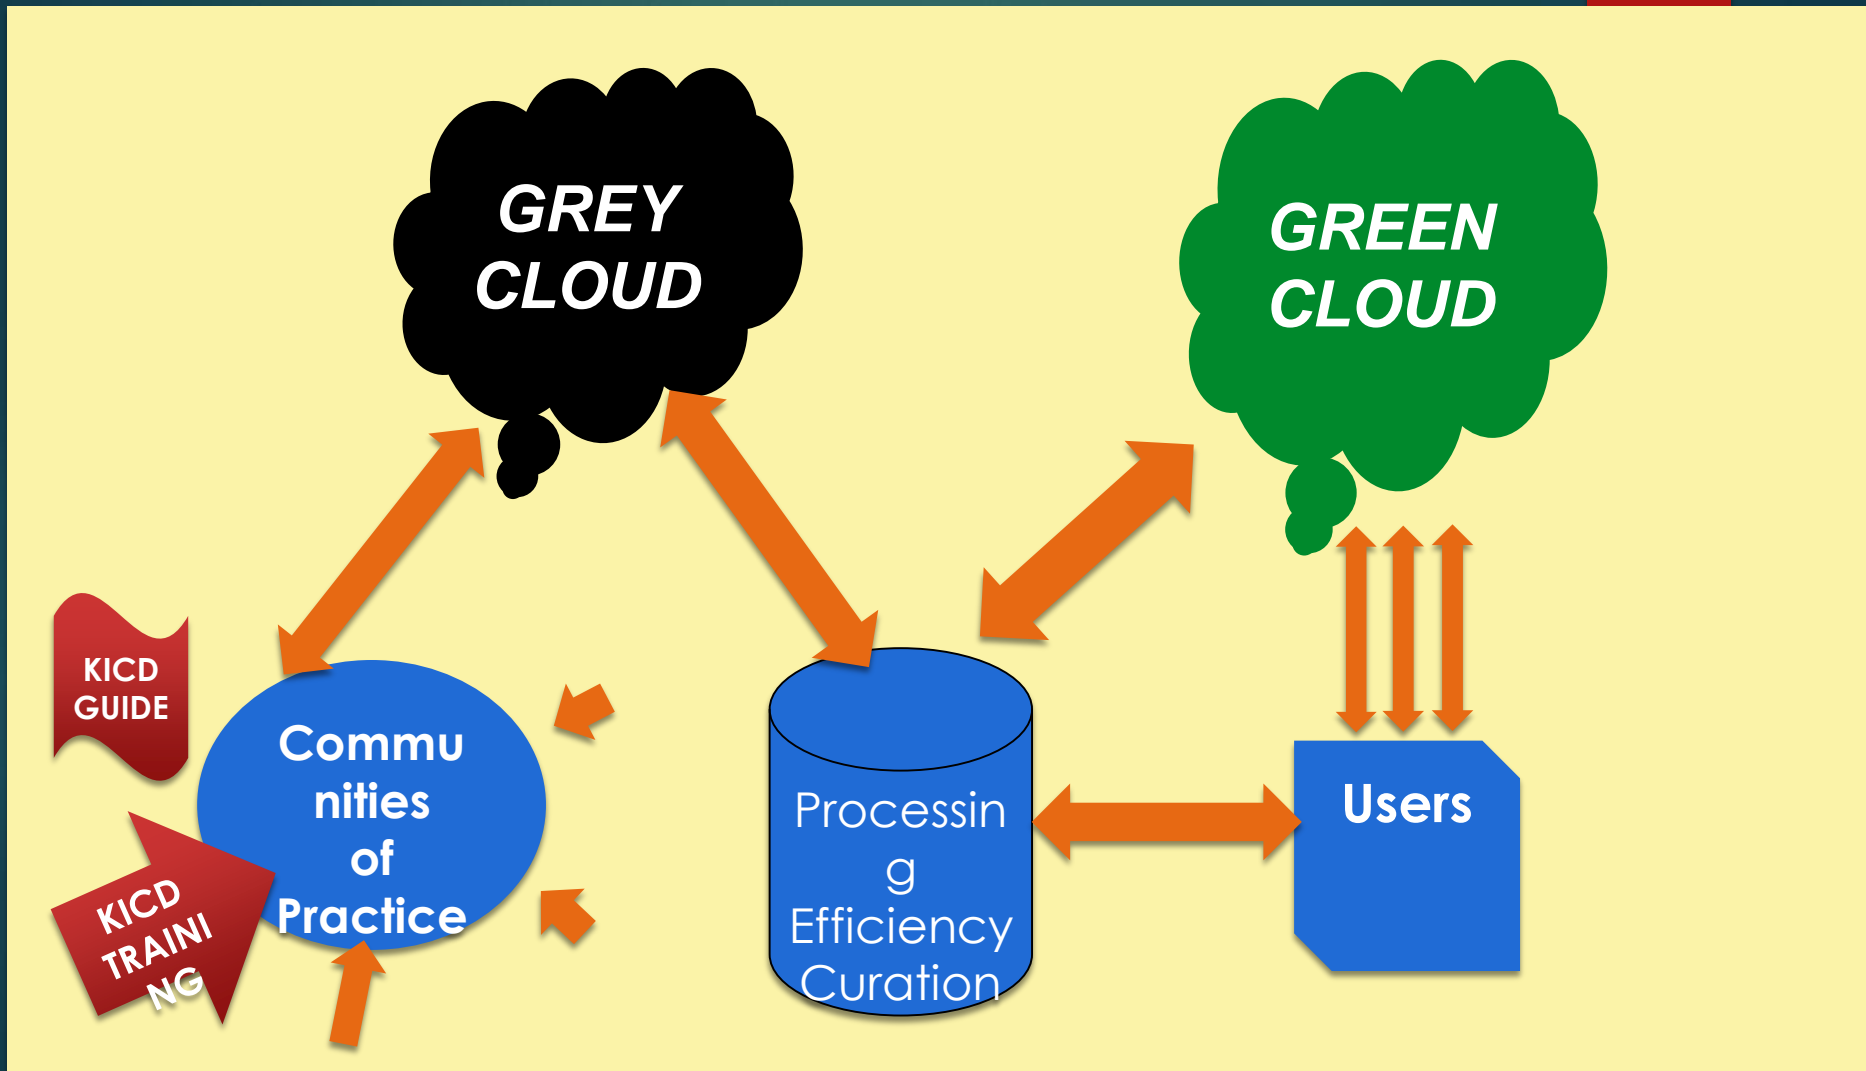 GREY
CLOUD
GREEN
CLOUD
KICD
GUIDE
Commu
nities
of
Practice
KICD
TRAINI
NG
Processin
g
Efficiency
Curation
Users